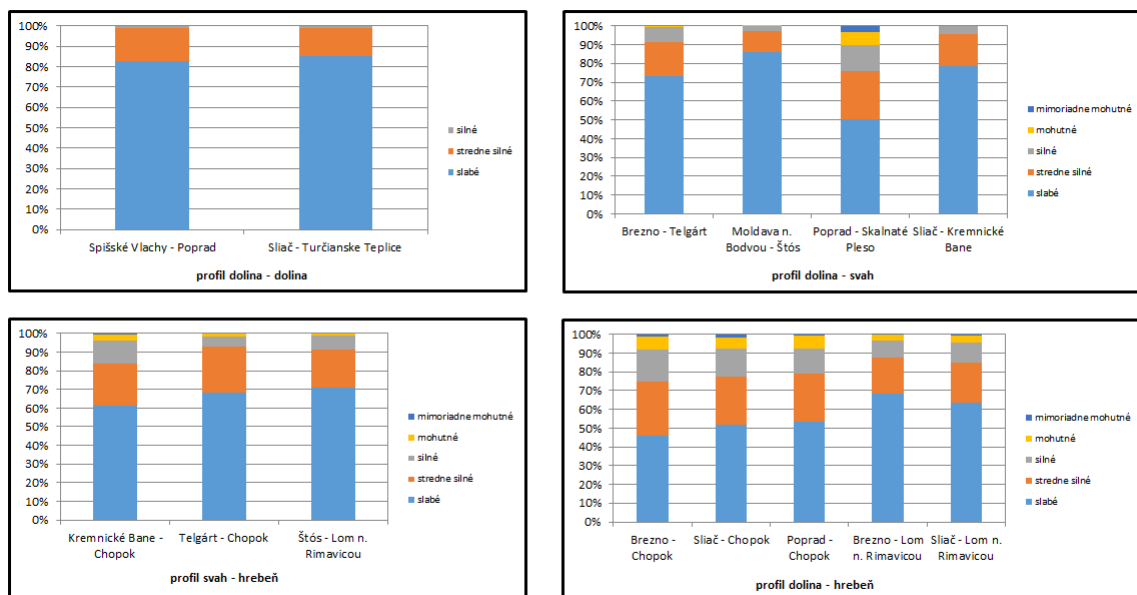 100%
90%
80%
70%
60%
50%
40%
30%
20%
10%
0%
silné
stredne silné
slabé
Spišské Vlachy - Poprad
Sliač - Turčianske Teplice
profil dolina - dolina
100%
90%
80%
70%
60%
50%
40%
30%
20%
10%
0%
mimoriadne mohutné
mohutné
silné
stredne silné
slabé
Brezno - Telgárt
Moldava n.
Bodvou - Štós
Poprad - Skalnaté
Pleso
Sliač - Kremnické
Bane
profil dolina - svah
100%
90%
80%
70%
60%
50%
40%
30%
20%
10%
0%
mimoriadne mohutné
mohutné
silné
stredne silné
slabé
Kremnické Bane -
Chopok
Telgárt - Chopok
Štós - Lom n.
Rimavicou
profil svah - hrebeň
100%
90%
80%
70%
60%
50%
40%
30%
20%
10%
0%
mimoriadne mohutné
mohutné
silné
stredne silné
slabé
Brezno -
Chopok
Sliač - Chopok
Poprad -
Chopok
Brezno - Lom
n. Rimavicou
Sliač - Lom n.
Rimavicou
profil dolina - hrebeň